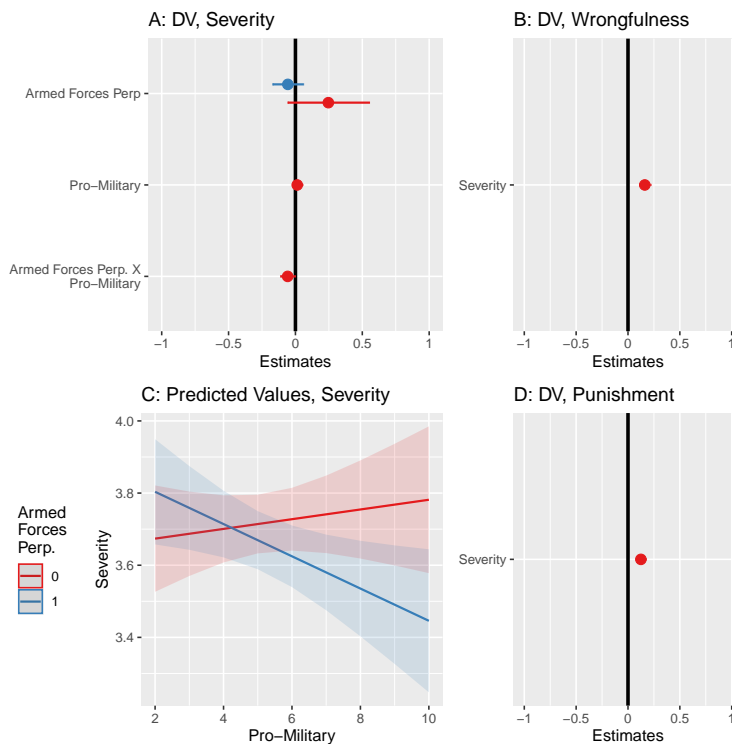 A: DV, Severity
Armed Forces Perp
Pro−Military
Armed Forces Perp. X
Pro−Military
−1 −0.5 0 0.5 1
Estimates
B: DV, Wrongfulness
Severity
−1 −0.5 0 0.5 1
Estimates
Armed
Forces
Perp.
0
1
C: Predicted Values, Severity
Severity
4.0
3.8
3.6
3.4
2 4 6 8 10
Pro−Military
D: DV, Punishment
Severity
−1 −0.5 0 0.5 1
Estimates